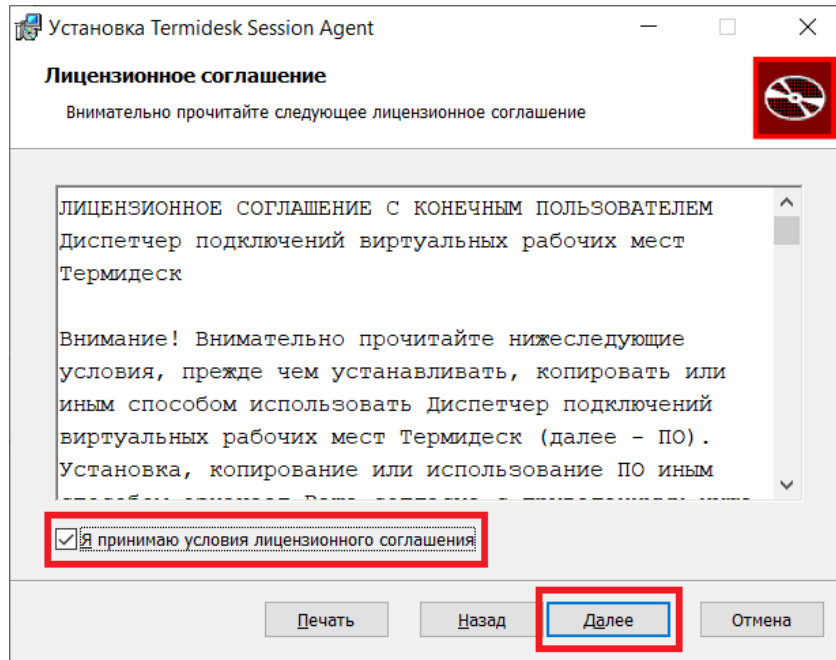 Установка Termidesk Session Agent
Лицензионное соглашение
Внимательно прочитайте следующее лицензионное соглашение
ЛИЦЕНЗИОННОЕ СОГЛАШЕНИЕ С КОНЕЧНЫМ ПОЛЬЗОВАТЕЛЕМ
Диспетчер подключений виртуальных рабочих мест
Термидеск
Внимание! Внимательно прочитайте нижеследующие
условия, прежде чем устанавливать, копировать или
иным способом использовать Диспетчер подключений
виртуальных рабочих мест Термидеск (далее – ПО).
Установка, копирование или использование ПО иным
Я принимаю условия лицензионного соглашения
Печать Назад Далее Отмена